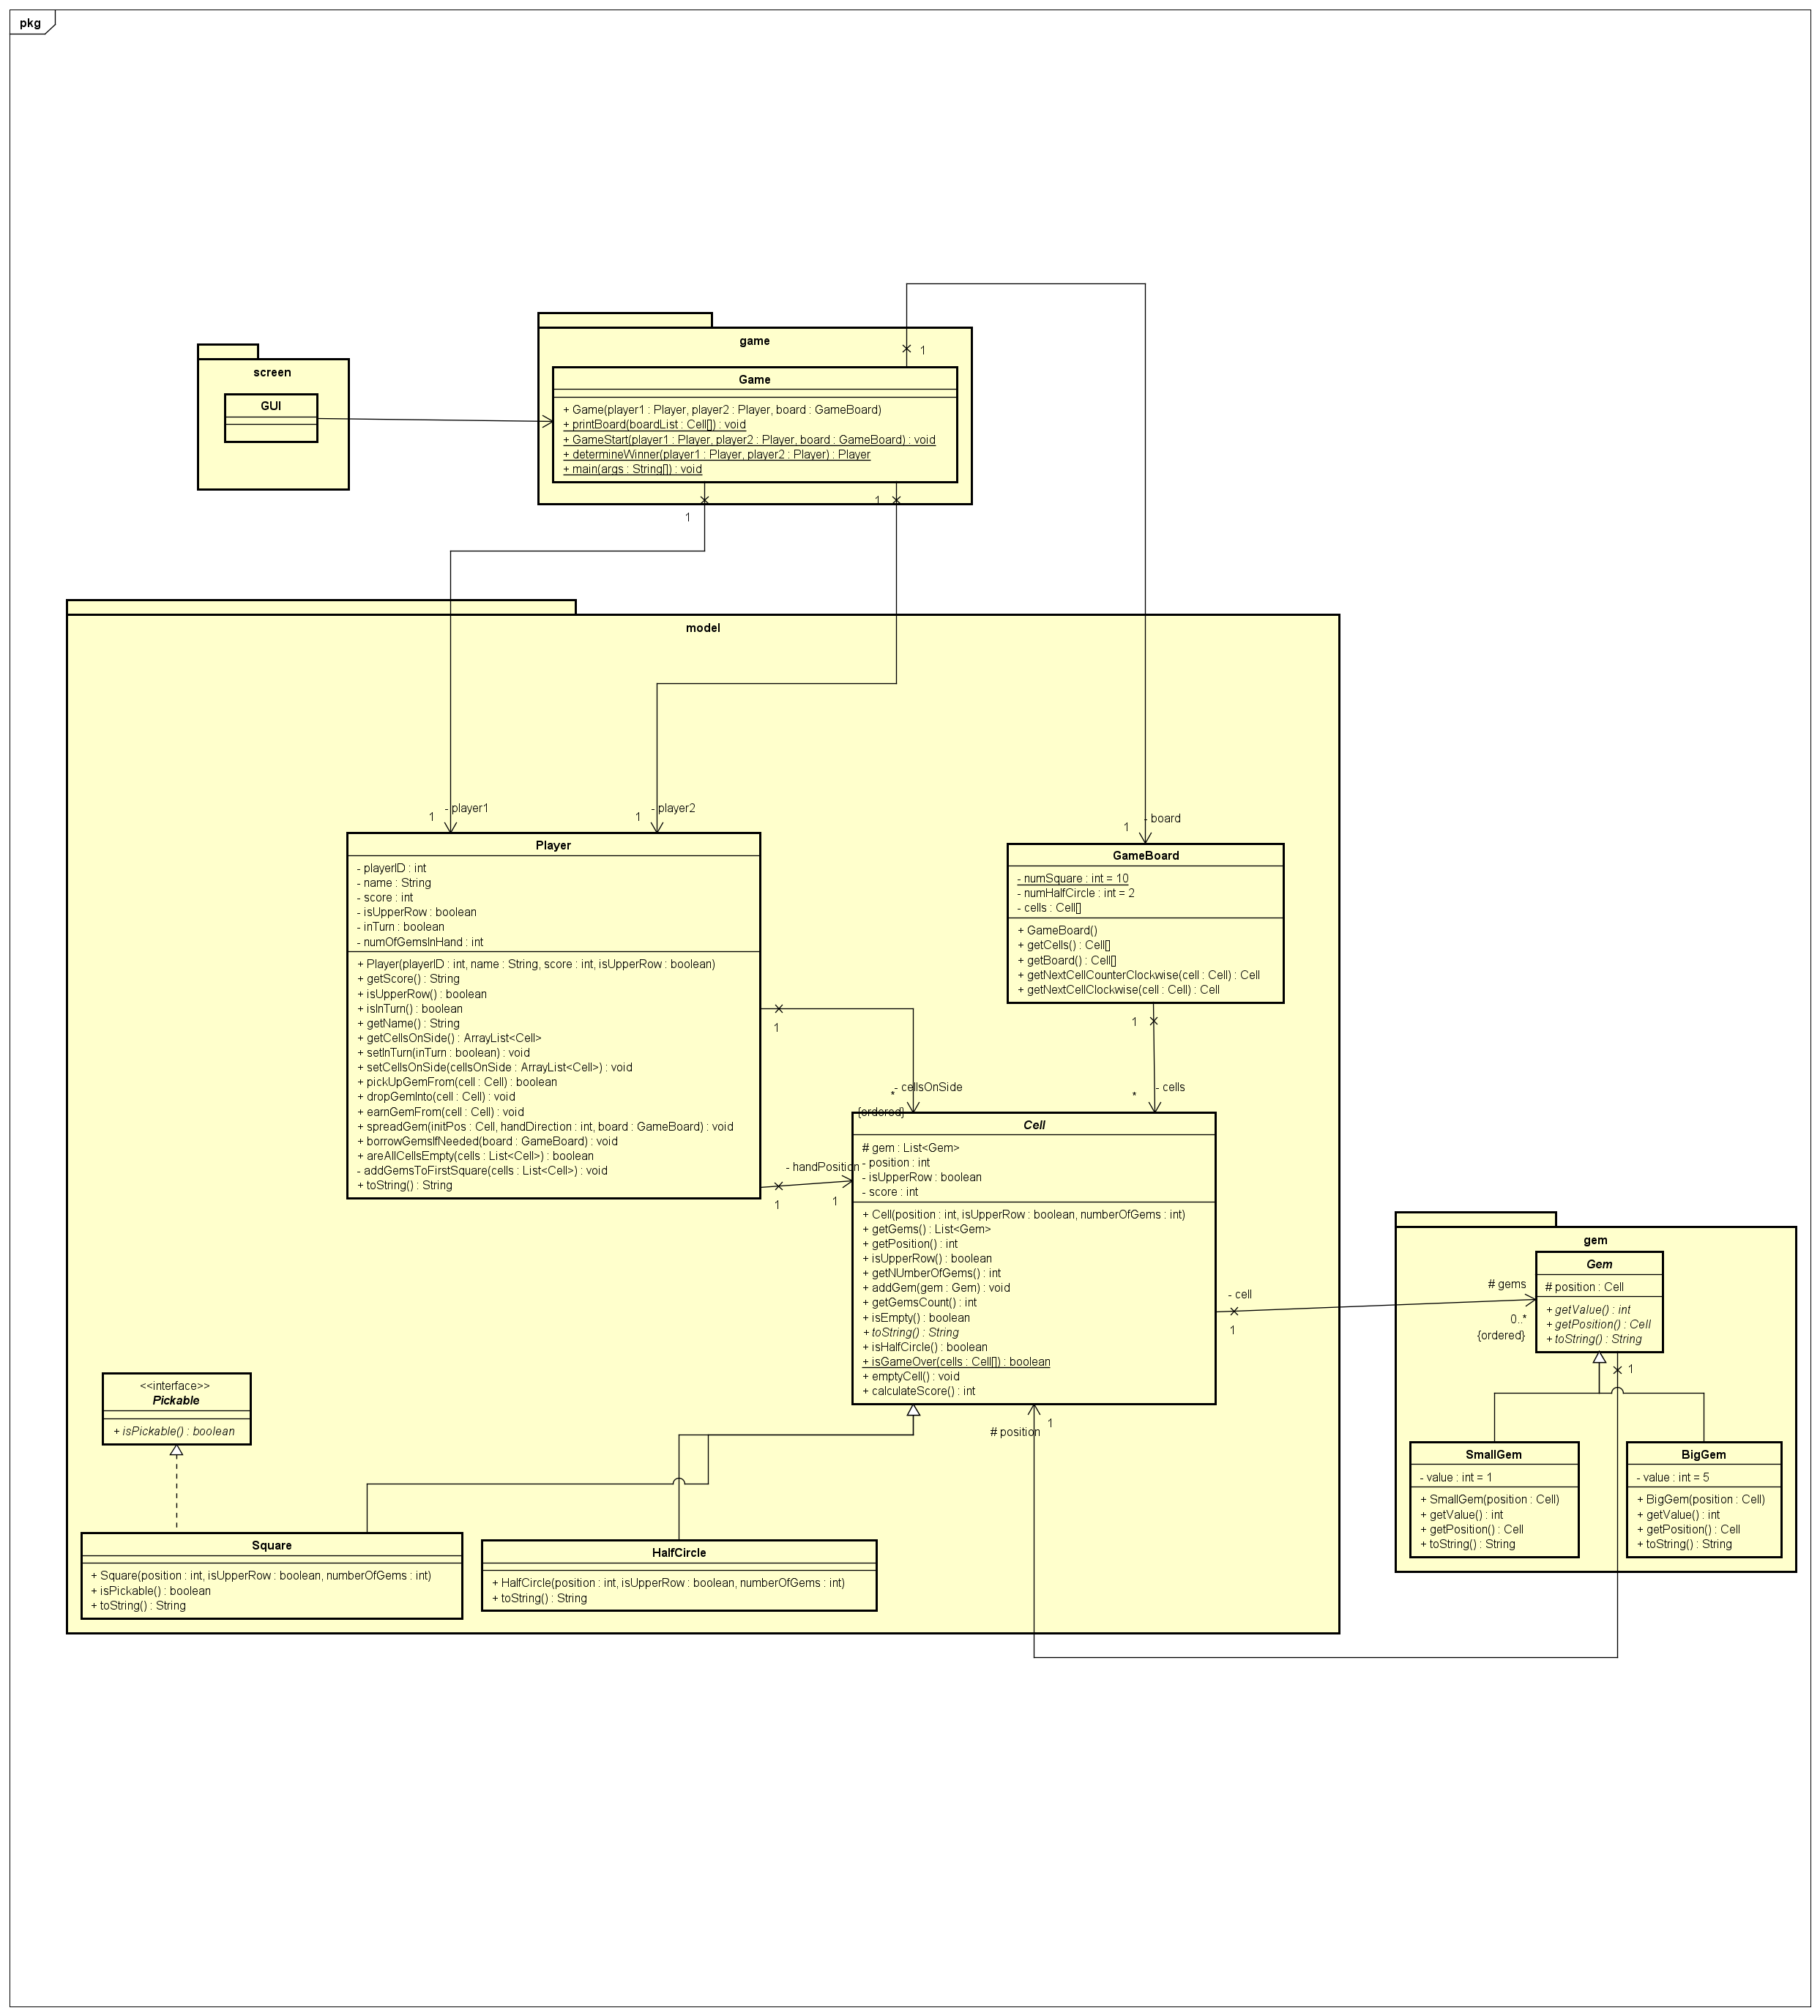 pkg
game
screen
GUI
1
Game
+ Game(player1 : Player, player2 : Player, board : GameBoard)
+ printBoard(boardList : Cell[]) : void
+ GameStart(player1 : Player, player2 : Player, board : GameBoard) : void
+ determineWinner(player1 : Player, player2 : Player) : Player
+ main(args : String[]) : void
1
1
model
- player1
1
- player2
1
- board
1
Player
- playerID : int
- name : String
- score : int
- isUpperRow : boolean
- inTurn : boolean
- numOfGemsInHand : int
+ Player(playerID : int, name : String, score : int, isUpperRow : boolean)
+ getScore() : String
+ isUpperRow() : boolean
+ isInTurn() : boolean
+ getName() : String
+ getCellsOnSide() : ArrayList<Cell>
+ setInTurn(inTurn : boolean) : void
+ setCellsOnSide(cellsOnSide : ArrayList<Cell>) : void
+ pickUpGemFrom(cell : Cell) : boolean
+ dropGemInto(cell : Cell) : void
+ earnGemFrom(cell : Cell) : void
+ spreadGem(initPos : Cell, handDirection : int, board : GameBoard) : void
+ borrowGemsIfNeeded(board : GameBoard) : void
+ areAllCellsEmpty(cells : List<Cell>) : boolean
- addGemsToFirstSquare(cells : List<Cell>) : void
+ toString() : String
GameBoard
- numSquare : int = 10
- numHalfCircle : int = 2
- cells : Cell[]
+ GameBoard()
+ getCells() : Cell[]
+ getBoard() : Cell[]
+ getNextCellCounterClockwise(cell : Cell) : Cell
+ getNextCellClockwise(cell : Cell) : Cell
1
1
- cellsOnSide
*
{ordered}
- cells
*
- handPosition
1
1
Cell
# gem : List<Gem>
- position : int
- isUpperRow : boolean
- score : int
+ Cell(position : int, isUpperRow : boolean, numberOfGems : int)
+ getGems() : List<Gem>
+ getPosition() : int
+ isUpperRow() : boolean
+ getNUmberOfGems() : int
+ addGem(gem : Gem) : void
+ getGemsCount() : int
+ isEmpty() : boolean
+ toString() : String
+ isHalfCircle() : boolean
+ isGameOver(cells : Cell[]) : boolean
+ emptyCell() : void
+ calculateScore() : int
- cell
1
# gems
0..*
{ordered}
gem
Gem
# position : Cell
+ getValue() : int
+ getPosition() : Cell
+ toString() : String
1
# position
1
<<interface>>
Pickable
+ isPickable() : boolean
SmallGem
- value : int = 1
+ SmallGem(position : Cell)
+ getValue() : int
+ getPosition() : Cell
+ toString() : String
BigGem
- value : int = 5
+ BigGem(position : Cell)
+ getValue() : int
+ getPosition() : Cell
+ toString() : String
Square
+ Square(position : int, isUpperRow : boolean, numberOfGems : int)
+ isPickable() : boolean
+ toString() : String
HalfCircle
+ HalfCircle(position : int, isUpperRow : boolean, numberOfGems : int)
+ toString() : String